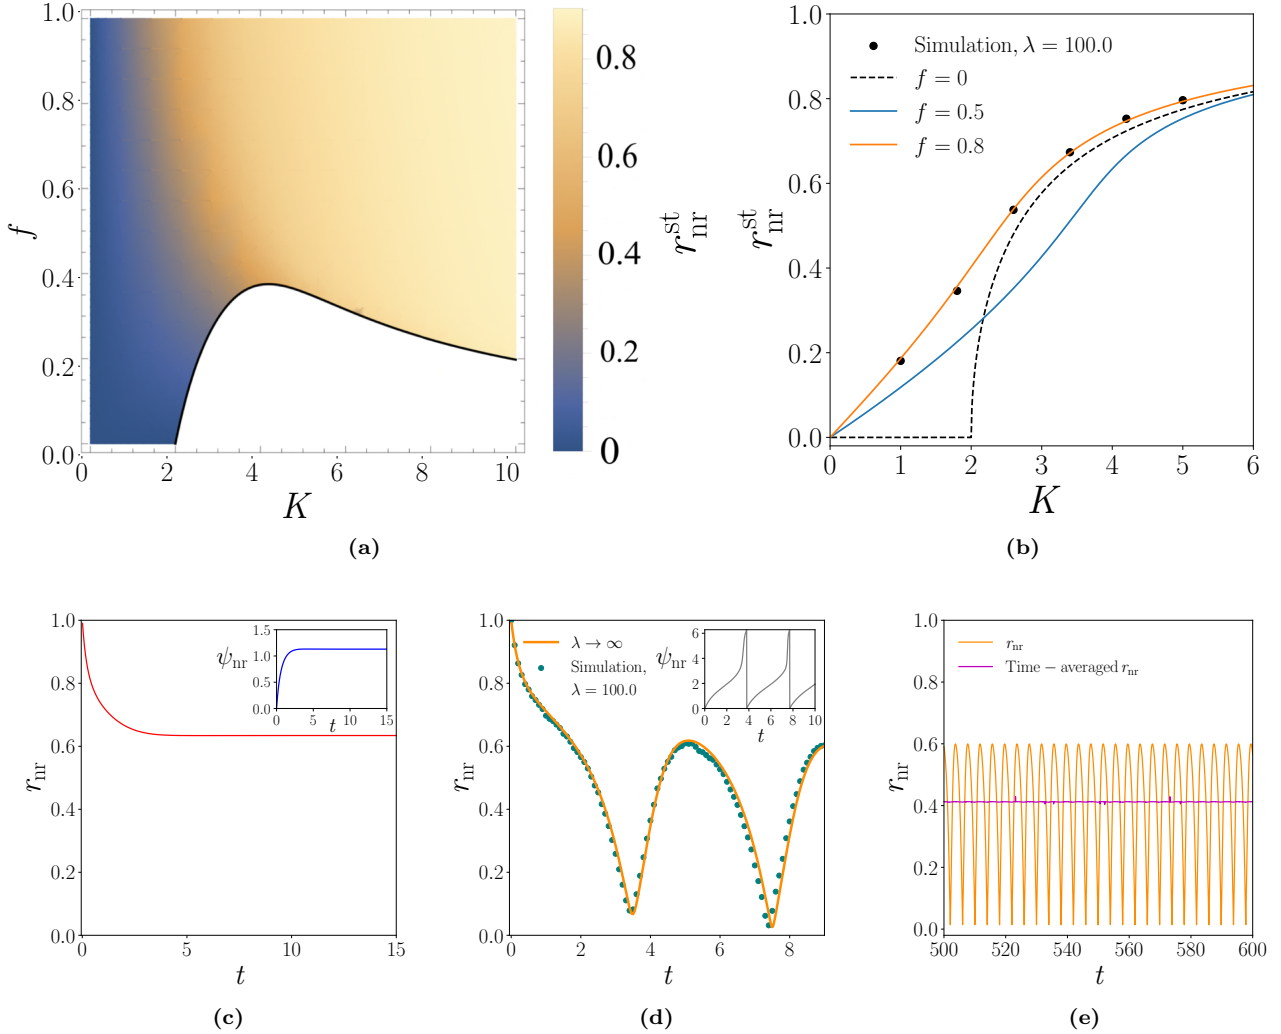 1.0
0.8
0.6
0.4
0.2
0.0
f
0 2 4 6 8 10
K
0.8
0.6
0.4
0.2
0
r_nr^st
(a)
1.0
0.8
0.6
0.4
0.2
0.0
r_nr^st
Simulation, λ = 100.0
f = 0
f = 0.5
f = 0.8
0 1 2 3 4 5 6
K
(b)
1.0
0.8
0.6
0.4
0.2
0.0
r_nr
1.5
1.0
0.5
0.0
ψ_nr
0 5 10 15
t
0 5 10 15
t
(c)
1.0
0.8
0.6
0.4
0.2
0.0
r_nr
λ → ∞
Simulation,
λ = 100.0
6
4
2
0
ψ_nr
0 2 4 6 8 10
t
0 2 4 6 8
t
(d)
1.0
0.8
0.6
0.4
0.2
0.0
r_nr
r_nr
Time − averaged r_nr
500 520 540 560 580 600
t
(e)